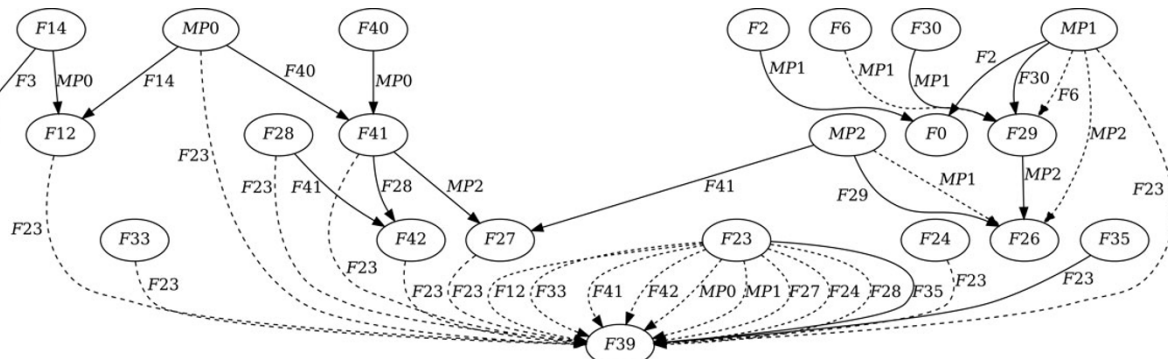 F14 MP0 F40 F2 F6 F30 MP1
F3 MP0 F14 F40 MP0 MP1 MP1 MP1 F2 F30 F6
F12 F28 F41 MP2 F0 F29 MP2
F23 F23 F41 F28 MP2 F41 F29 MP1 MP2 F23
F23 F33 F42 F27 F23 F24 F26 F35
F23 F23 F23 F23 F12 F33 F41 F42 MP0 MP1 F27 F24 F28 F35 F23 F23
F39